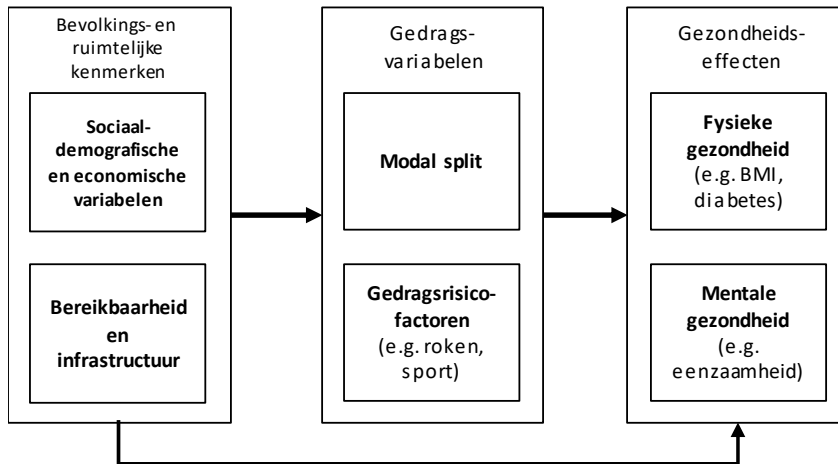 Bevolkings- en
ruimtelijke
kenmerken
Sociaal-
demografische
en economische
variabelen
Bereikbaarheid
en
infrastructuur
Gedrags-
variabelen
Modal split
Gedragsrisico-
factoren
(e.g. roken,
sport)
Gezondheids-
effecten
Fysieke
gezondheid
(e.g. BMI,
diabetes)
Mentale
gezondheid
(e.g.
eenzaamheid)